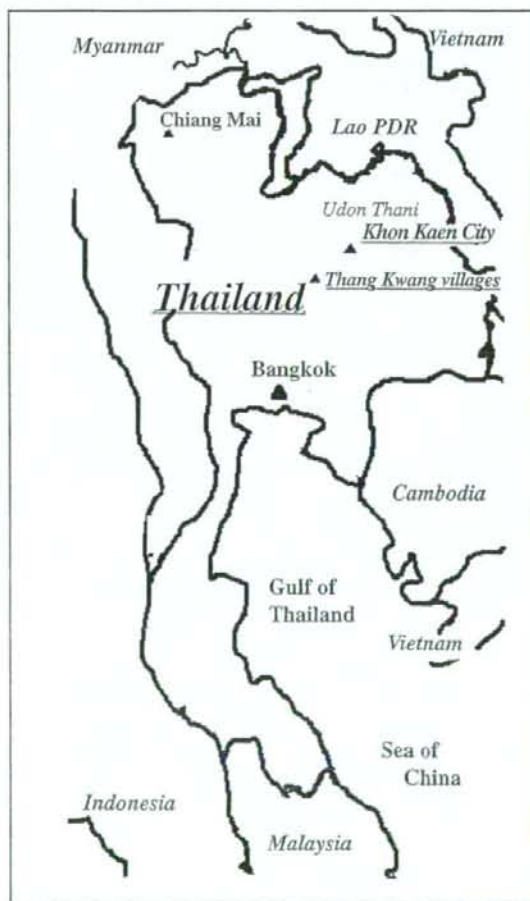 Myanmar
Vietnam
Chiang Mai
Lao PDR
Udon Thani
Khon Kaen City
Thang Kwang villages
Thailand
Bangkok
Cambodia
Gulf of
Thailand
Vietnam
Sea of
China
Indonesia
Malaysia